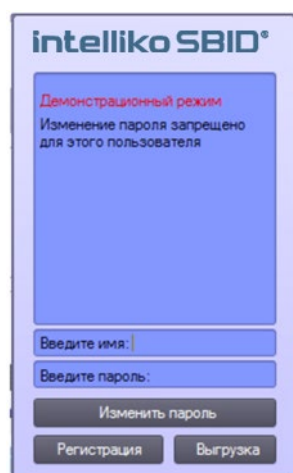 intelliko SBID®
Демонстрационный режим
Изменение пароля запрещено
для этого пользователя
Введите имя:
Введите пароль:
Изменить пароль
Регистрация
Выгрузка